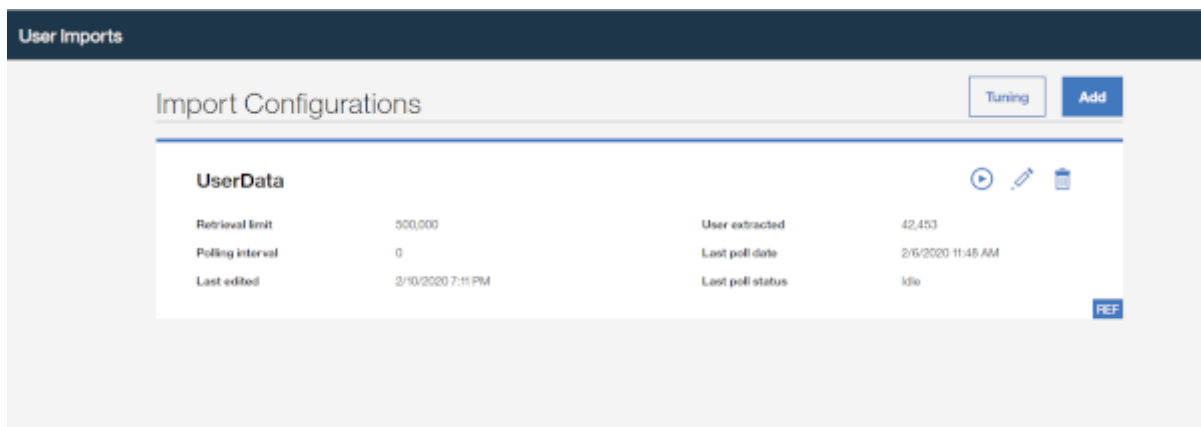 User Imports
Import Configurations
Tuning
Add
UserData
Retrieval limit 500,000 User extracted 42,453
Polling interval 0 Last poll date 2/6/2020 11:48 AM
Last edited 2/10/2020 7:11 PM Last poll status Idle
REF